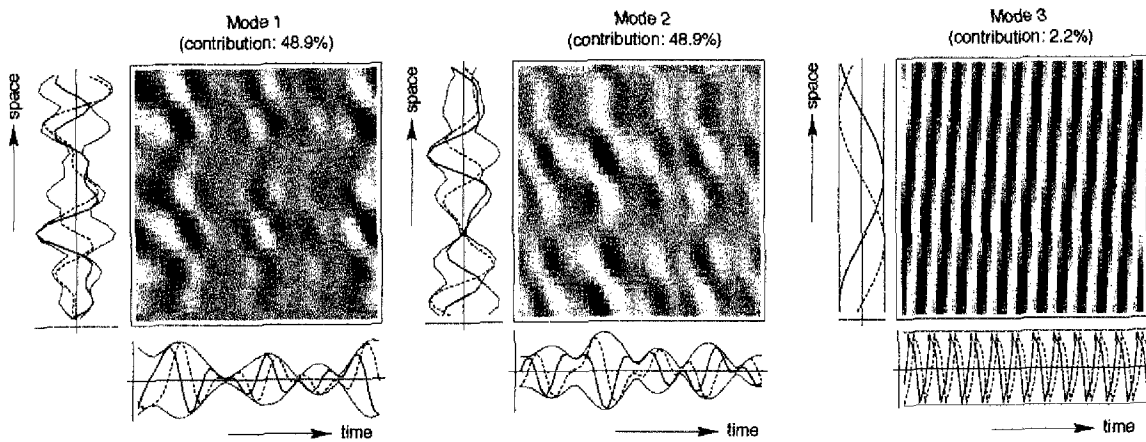 Mode 1
(contribution: 48.9%)
space
time
Mode 2
(contribution: 48.9%)
space
time
Mode 3
(contribution: 2.2%)
space
time